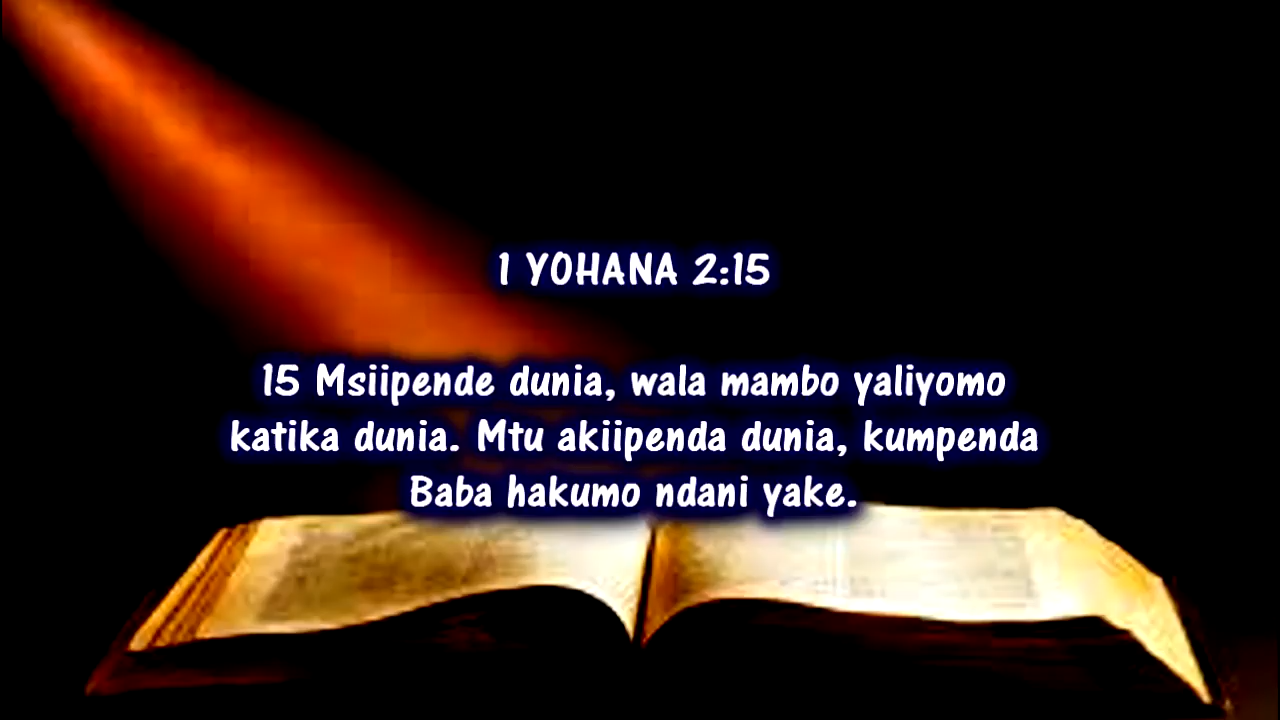 1 YOHANA 2:15
15 Msiipende dunia, wala mambo yaliyomo
katika dunia. Mtu akiipenda dunia, kumpenda
Baba hakumo ndani yake.